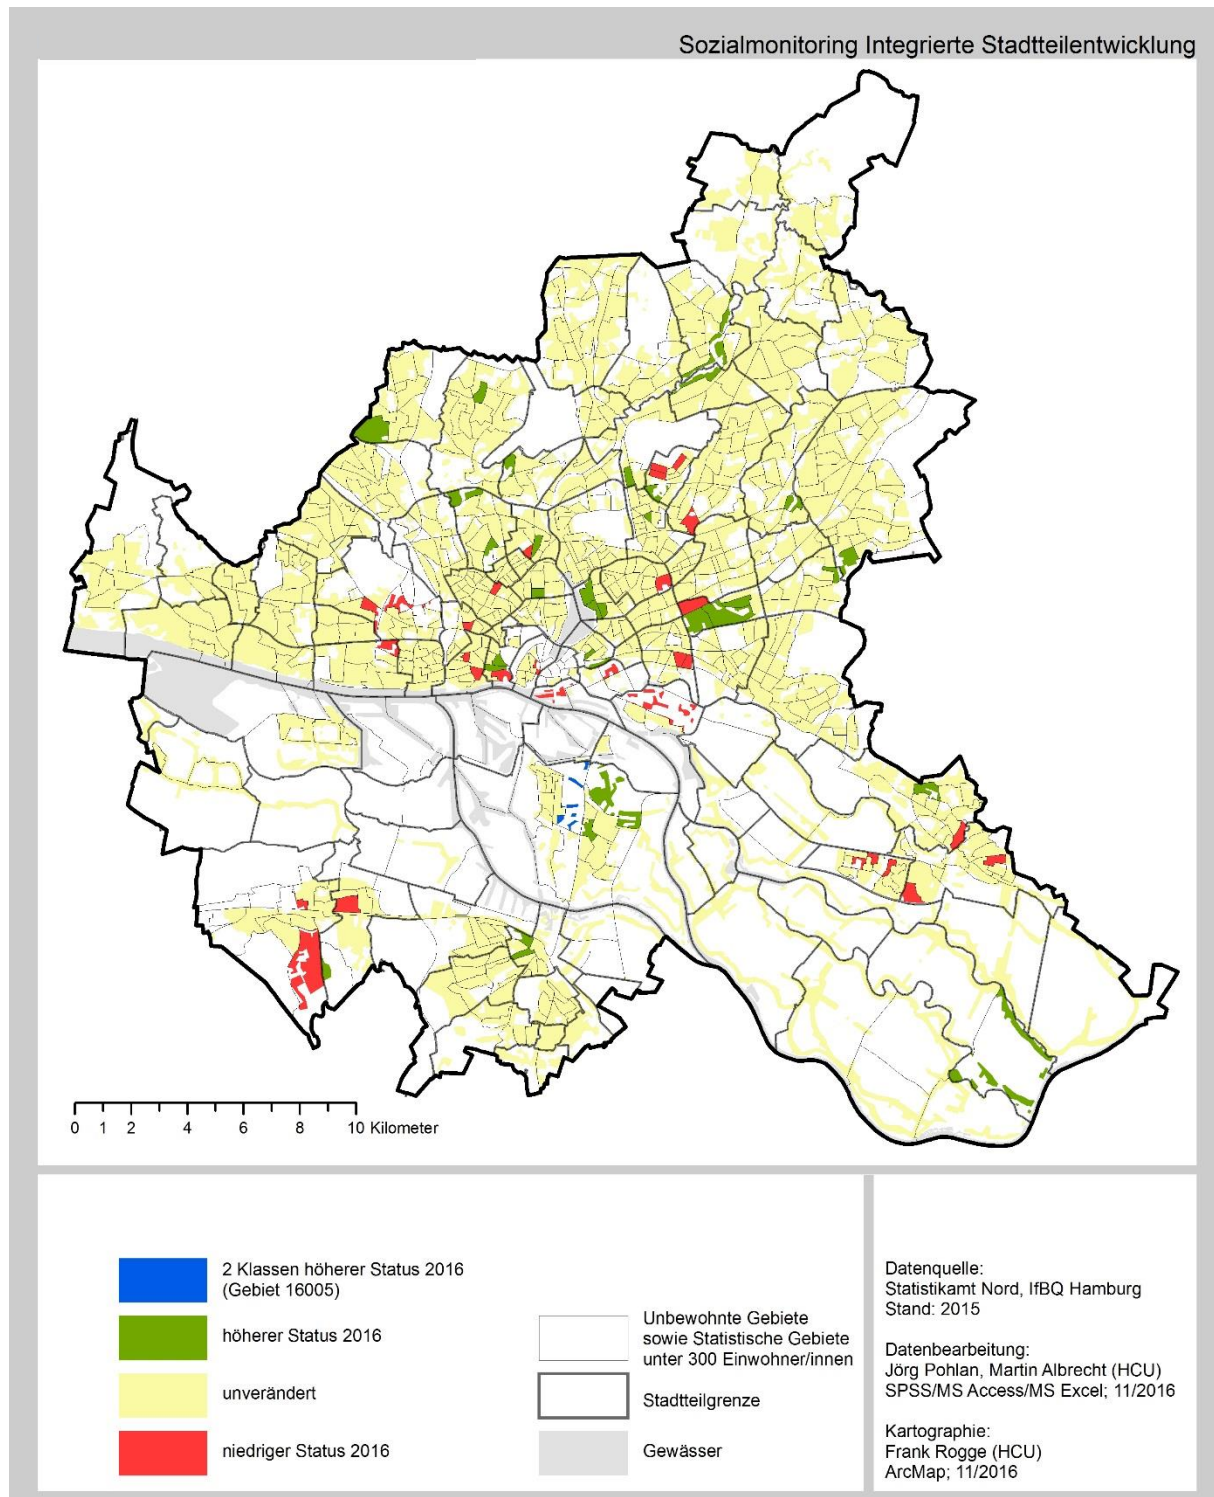 Sozialmonitoring Integrierte Stadtteilentwicklung
0 1 2 4 6 8 10 Kilometer
2 Klassen höherer Status 2016
(Gebiet 16005)
höherer Status 2016
unverändert
niedriger Status 2016
Unbewohnte Gebiete
sowie Statistische Gebiete
unter 300 Einwohner/innen
Stadtteilgrenze
Gewässer
Datenquelle:
Statistikamt Nord, IfBQ Hamburg
Stand: 2015
Datenbearbeitung:
Jörg Pohlan, Martin Albrecht (HCU)
SPSS/MS Access/MS Excel; 11/2016
Kartographie:
Frank Rogge (HCU)
ArcMap; 11/2016